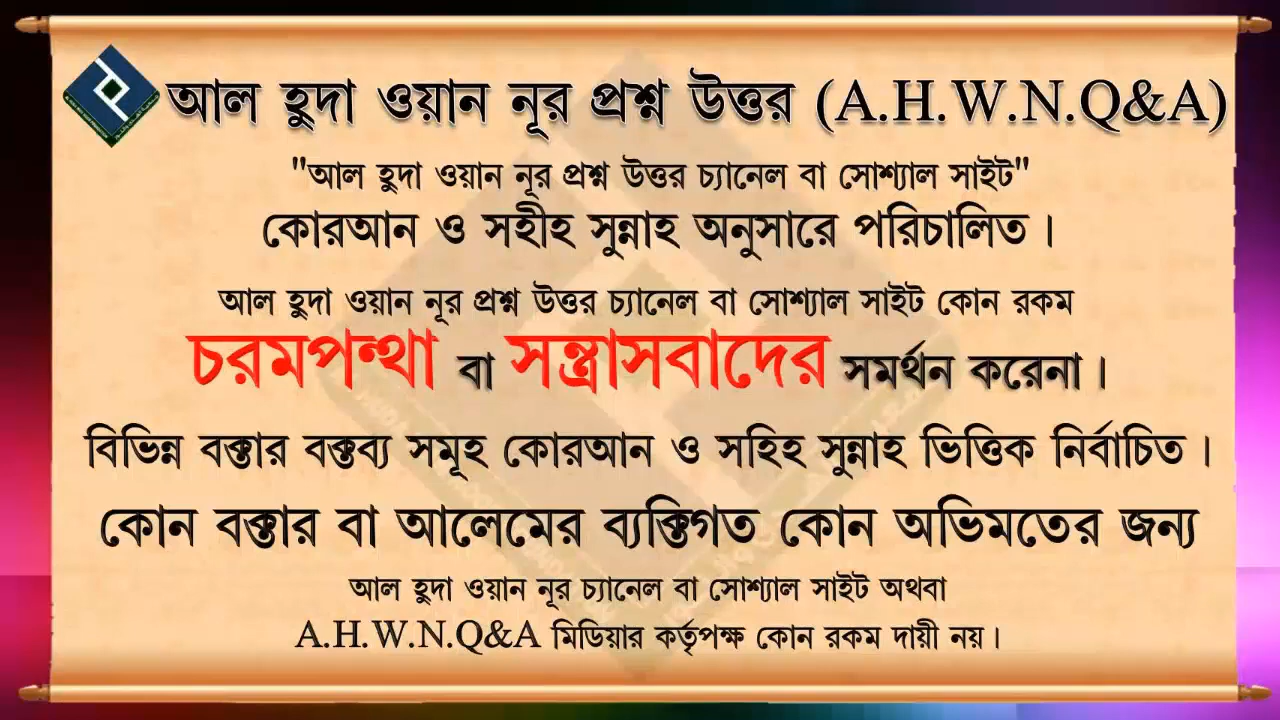 আল হুদা ওয়ান নূর প্রশ্ন উত্তর (A.H.W.N.Q&A)
"আল হুদা ওয়ান নূর প্রশ্ন উত্তর চ্যানেল বা সোশ্যাল সাইট"
কোরআন ও সহীহ সুন্নাহ অনুসারে পরিচালিত।
আল হুদা ওয়ান নূর প্রশ্ন উত্তর চ্যানেল বা সোশ্যাল সাইট কোন রকম
চরমপন্থা বা সন্ত্রাসবাদের সমর্থন করেনা।
বিভিন্ন বক্তার বক্তব্য সমূহ কোরআন ও সহিহ সুন্নাহ ভিত্তিক নির্বাচিত।
কোন বক্তার বা আলেমের ব্যক্তিগত কোন অভিমতের জন্য
আল হুদা ওয়ান নূর চ্যানেল বা সোশ্যাল সাইট অথবা
A.H.W.N.Q&A মিডিয়ার কর্তৃপক্ষ কোন রকম দায়ী নয়।